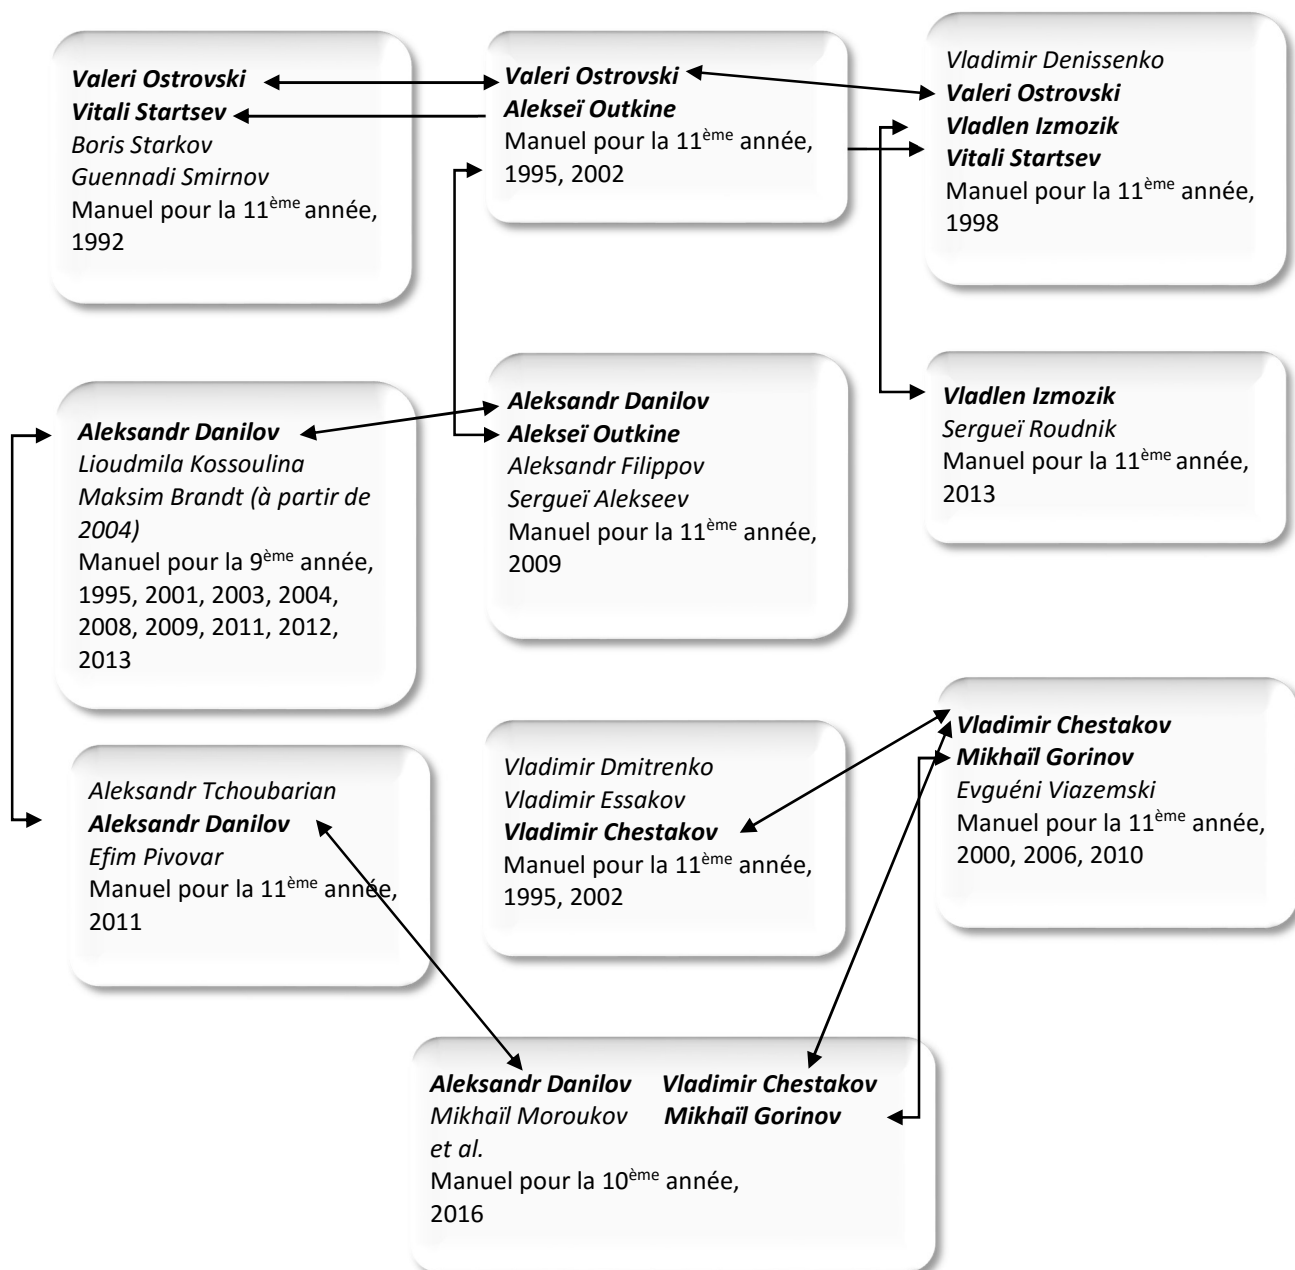 Valeri Ostrovski
Vitali Startsev
Boris Starkov
Guennadi Smirnov
Manuel pour la 11ème année,
1992
Valeri Ostrovski
Alekseï Outkine
Manuel pour la 11ème année,
1995, 2002
Vladimir Denissenko
Valeri Ostrovski
Vladlen Izmozik
Vitali Startsev
Manuel pour la 11ème année,
1998
Aleksandr Danilov
Lioudmila Kossoulina
Maksim Brandt (à partir de
2004)
Manuel pour la 9ème année,
1995, 2001, 2003, 2004,
2008, 2009, 2011, 2012,
2013
Aleksandr Danilov
Alekseï Outkine
Aleksandr Filippov
Sergueï Alekseev
Manuel pour la 11ème année,
2009
Vladlen Izmozik
Sergueï Roudnik
Manuel pour la 11ème année,
2013
Aleksandr Tchoubarian
Aleksandr Danilov
Efim Pivovar
Manuel pour la 11ème année,
2011
Vladimir Dmitrenko
Vladimir Essakov
Vladimir Chestakov
Manuel pour la 11ème année,
1995, 2002
Vladimir Chestakov
Mikhaïl Gorinov
Evguéni Viazemski
Manuel pour la 11ème année,
2000, 2006, 2010
Aleksandr Danilov Vladimir Chestakov
Mikhaïl Moroukov Mikhaïl Gorinov
et al.
Manuel pour la 10ème année,
2016